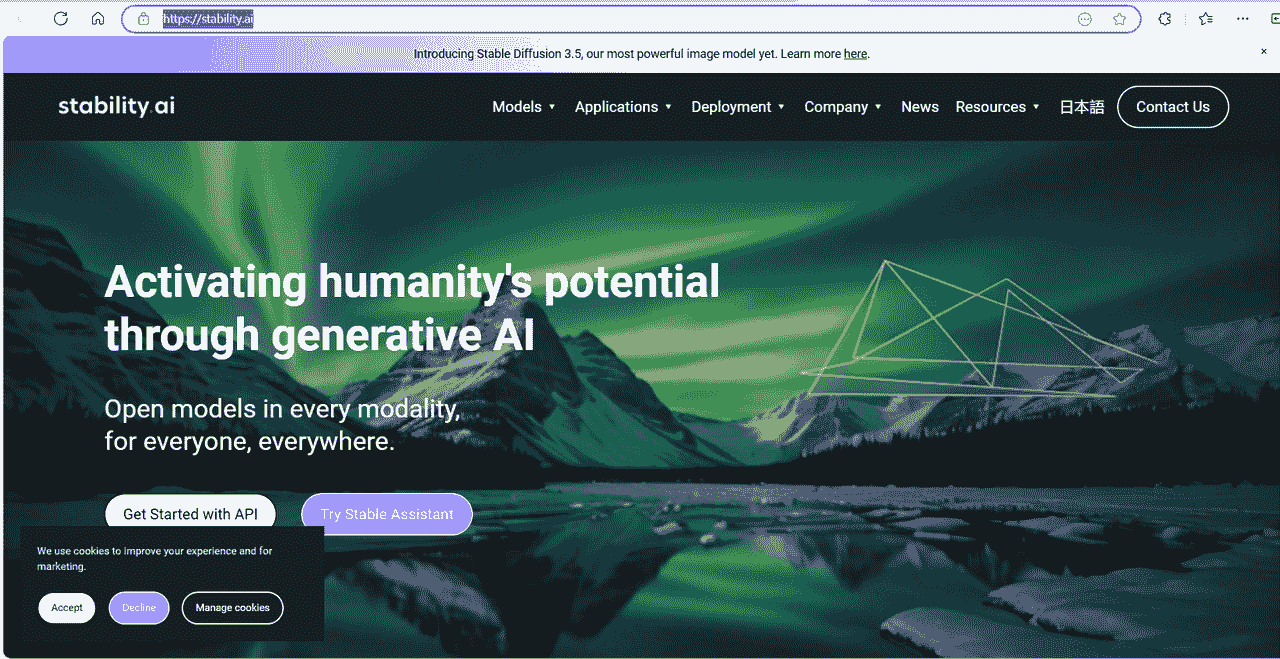 https://stability.ai
Introducing Stable Diffusion 3.5, our most powerful image model yet. Learn more here.
stability.ai
Models
Applications
Deployment
Company
News
Resources
日本語
Contact Us
Activating humanity's potential
through generative AI
Open models in every modality,
for everyone, everywhere.
Get Started with API
Try Stable Assistant
We use cookies to improve your experience and for
marketing.
Accept
Decline
Manage cookies